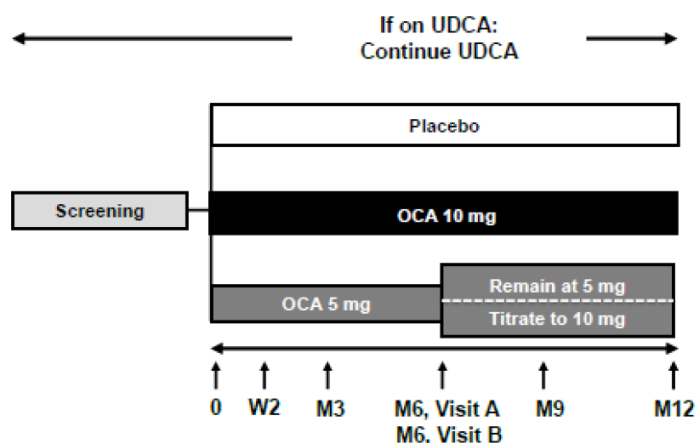 If on UDCA:
Continue UDCA
Placebo
Screening
OCA 10 mg
OCA 5 mg
Remain at 5 mg
Titrate to 10 mg
0 W2 M3 M6, Visit A M9 M12
M6, Visit B